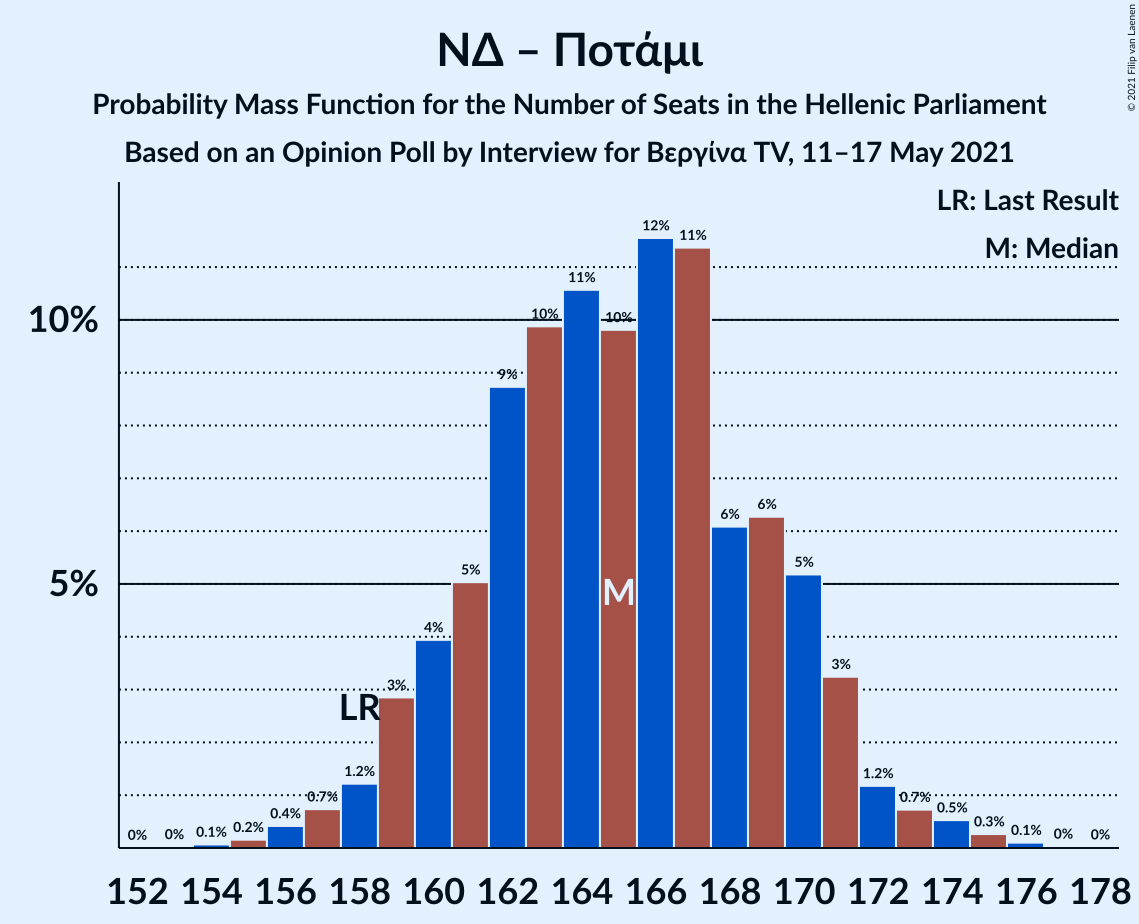 © 2021 Filip van Laenen
ΝΔ – Ποτάμι
Probability Mass Function for the Number of Seats in the Hellenic Parliament
Based on an Opinion Poll by Interview for Βεργίνα TV, 11–17 May 2021
LR: Last Result
M: Median
10%
5%
0% 0% 0.1% 0.2% 0.4% 0.7% 1.2% 3% 4% 5% 9% 10% 11% 10% 12% 11% 6% 6% 5% 3% 1.2% 0.7% 0.5% 0.3% 0.1% 0% 0%
LR
M
152 154 156 158 160 162 164 166 168 170 172 174 176 178